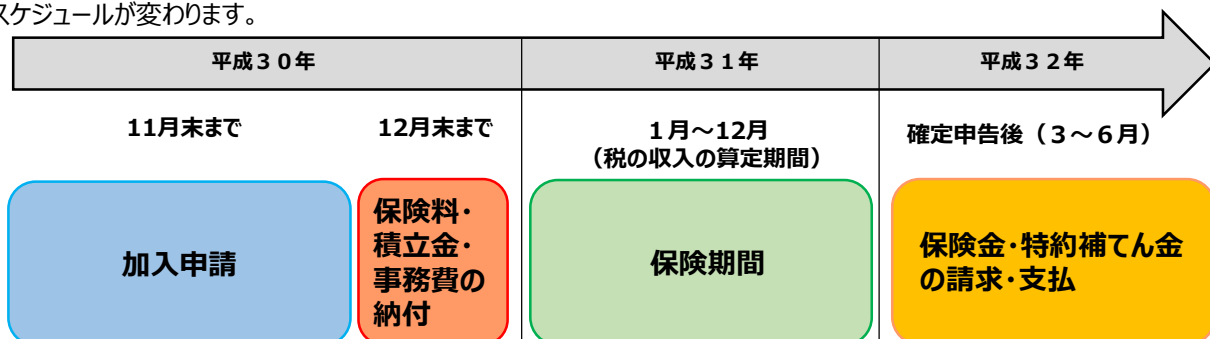 スケジュールが変わります。
平成３０年
平成３１年
平成３２年
11月末まで
12月末まで
１月～12月
（税の収入の算定期間）
確定申告後（３～６月）
加入申請
保険料・
積立金・
事務費の
納付
保険期間
保険金・特約補てん金
の請求・支払